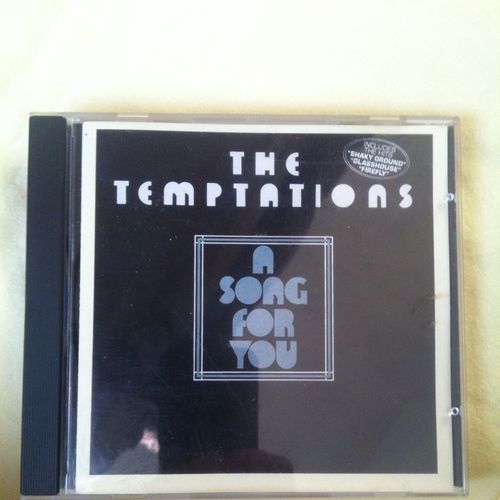 THE
TEMPTATIONS
INCLUDES
THE HITS
"SHAKY GROUND"
"GLASSHOUSE"
"FIREFLY"
A
SONG
FOR
YOU